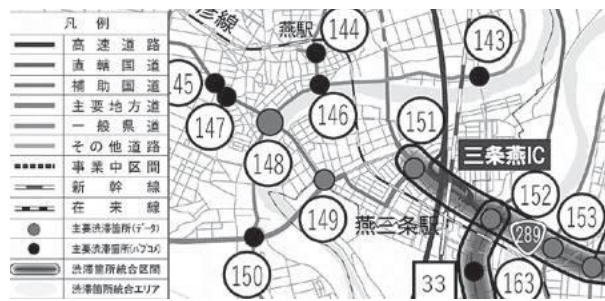 凡例
高速道路
直轄国道
補助国道
主要地方道
一般県道
その他道路
事業中区間
新幹線
在来線
主要渋滞箇所(データ)
主要渋滞箇所(パブコメ)
渋滞箇所統合区間
渋滞箇所統合エリア
彦線
燕駅
144
143
145
147
146
148
151
三条燕IC
152
149
燕三条駅
289
153
150
33
163